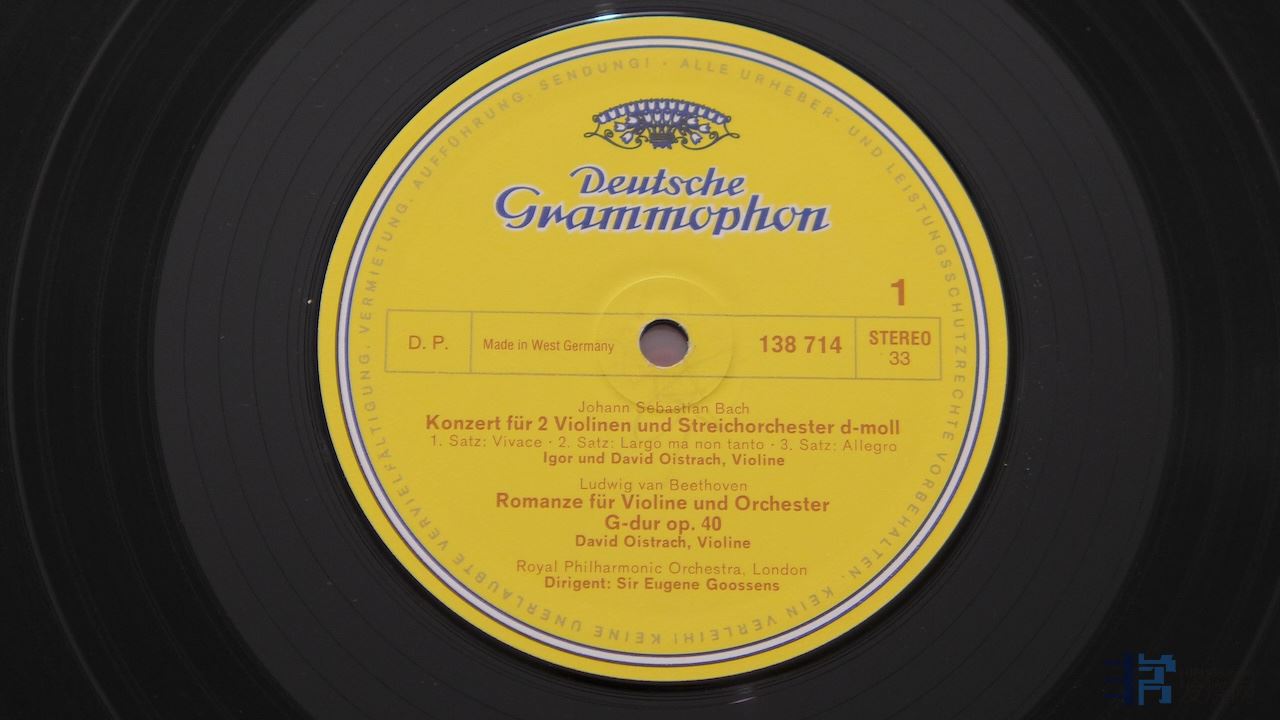 ALLE URHEBER- UND LEISTUNGSSCHUTZRECHTE VORBEHALTEN · KEIN VERLEIH! KEINE UNERLAUBTE VERVIELFÄLTIGUNG, VERMIETUNG, AUFFÜHRUNG, SENDUNG! ·
Deutsche
Grammophon
1
D. P.
Made in West Germany
138 714
STEREO
33
Johann Sebastian Bach
Konzert für 2 Violinen und Streichorchester d-moll
1. Satz: Vivace · 2. Satz: Largo ma non tanto · 3. Satz: Allegro
Igor und David Oistrach, Violine
Ludwig van Beethoven
Romanze für Violine und Orchester
G-dur op. 40
David Oistrach, Violine
Royal Philharmonic Orchestra, London
Dirigent: Sir Eugene Goossens